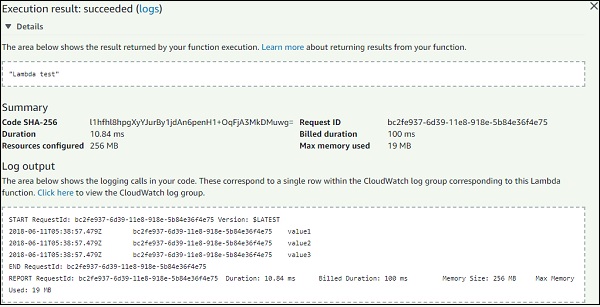 Execution result: succeeded (logs)
Details
The area below shows the result returned by your function execution. Learn more about returning results from your function.
"Lambda test"
Summary
Code SHA-256 l1hfhl8hpgXyYJurBy1jdAn6penH1+OqFjA3MkDMuwg= Request ID bc2fe937-6d39-11e8-918e-5b84e36f4e75
Duration 10.84 ms Billed duration 100 ms
Resources configured 256 MB Max memory used 19 MB
Log output
The area below shows the logging calls in your code. These correspond to a single row within the CloudWatch log group corresponding to this Lambda
function. Click here to view the CloudWatch log group.
START RequestId: bc2fe937-6d39-11e8-918e-5b84e36f4e75 Version: $LATEST
2018-06-11T05:38:57.479Z bc2fe937-6d39-11e8-918e-5b84e36f4e75 value1
2018-06-11T05:38:57.479Z bc2fe937-6d39-11e8-918e-5b84e36f4e75 value2
2018-06-11T05:38:57.479Z bc2fe937-6d39-11e8-918e-5b84e36f4e75 value3
END RequestId: bc2fe937-6d39-11e8-918e-5b84e36f4e75
REPORT RequestId: bc2fe937-6d39-11e8-918e-5b84e36f4e75 Duration: 10.84 ms Billed Duration: 100 ms Memory Size: 256 MB Max Memory
Used: 19 MB